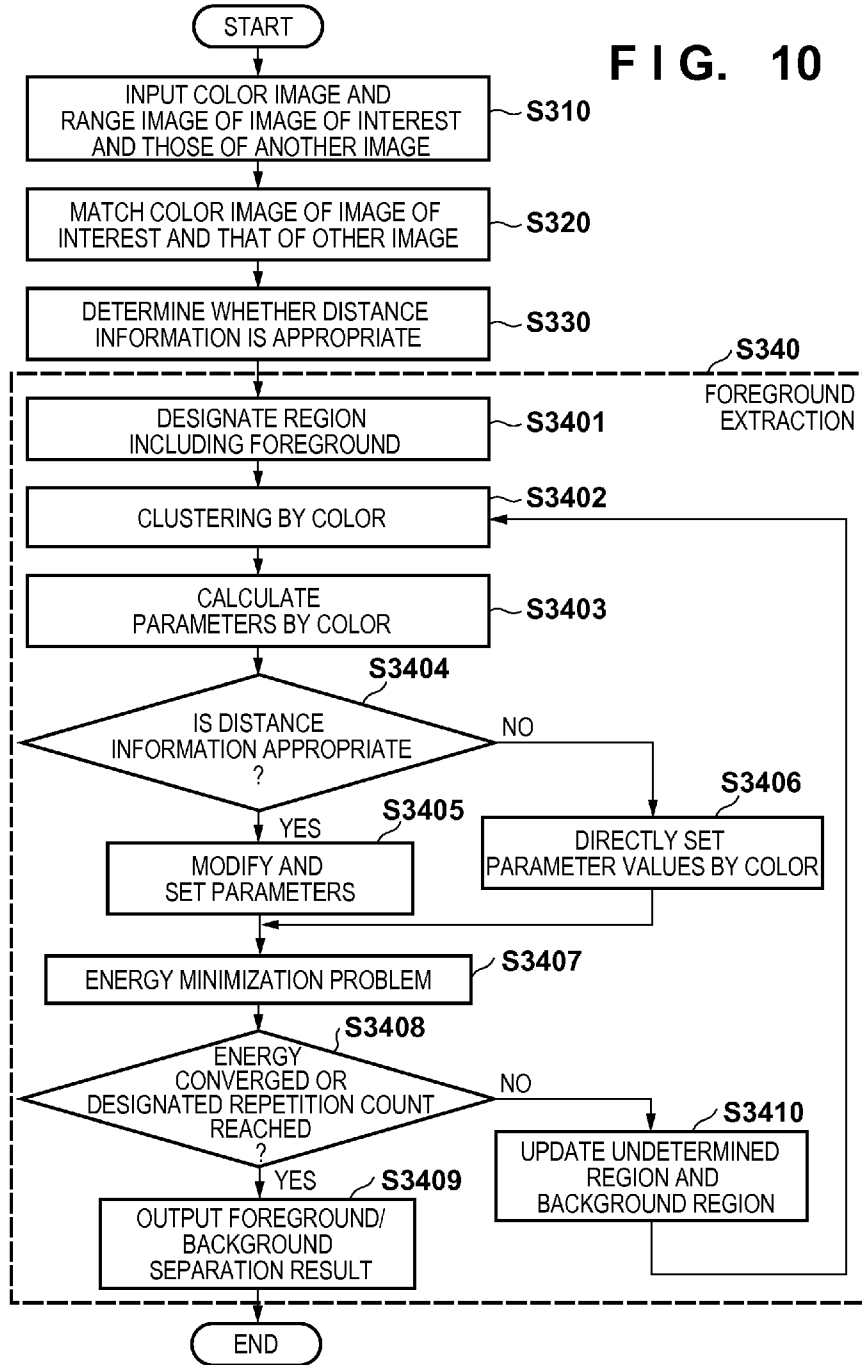 START
F I G. 10
INPUT COLOR IMAGE AND
RANGE IMAGE OF IMAGE OF INTEREST
AND THOSE OF ANOTHER IMAGE
S310
MATCH COLOR IMAGE OF IMAGE OF
INTEREST AND THAT OF OTHER IMAGE
S320
DETERMINE WHETHER DISTANCE
INFORMATION IS APPROPRIATE
S330
S340
FOREGROUND
EXTRACTION
DESIGNATE REGION
INCLUDING FOREGROUND
S3401
CLUSTERING BY COLOR
S3402
CALCULATE
PARAMETERS BY COLOR
S3403
S3404
IS DISTANCE
INFORMATION APPROPRIATE
?
NO
YES
S3405
MODIFY AND
SET PARAMETERS
S3406
DIRECTLY SET
PARAMETER VALUES BY COLOR
ENERGY MINIMIZATION PROBLEM
S3407
S3408
ENERGY
CONVERGED OR
DESIGNATED REPETITION COUNT
REACHED
?
NO
YES
S3409
OUTPUT FOREGROUND/
BACKGROUND
SEPARATION RESULT
S3410
UPDATE UNDETERMINED
REGION AND
BACKGROUND REGION
END